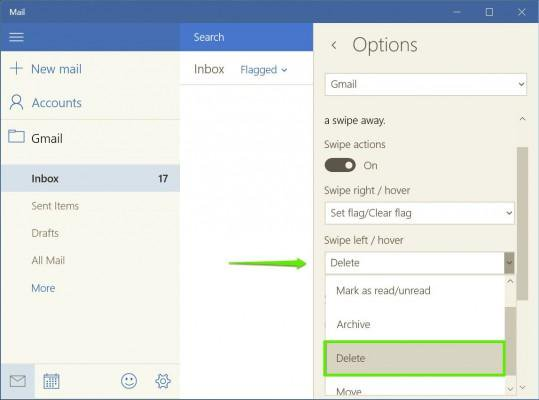 Mail
Search
New mail
Accounts
Gmail
Inbox 17
Sent Items
Drafts
All Mail
More
Inbox Flagged
Options
Gmail
a swipe away.
Swipe actions
On
Swipe right / hover
Set flag/Clear flag
Swipe left / hover
Delete
Mark as read/unread
Archive
Delete
Move